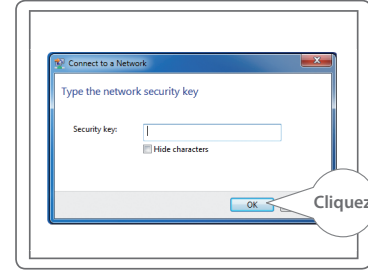 Connect to a Network
Type the network security key
Security key:
Hide characters
OK
Cliquez